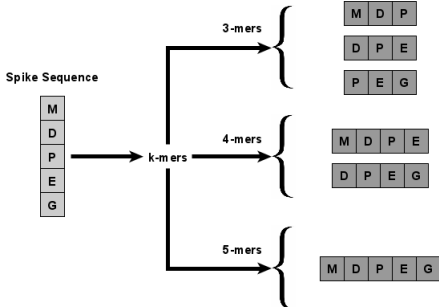 Spike Sequence
M
D
P
E
G
k-mers
3-mers
M D P
D P E
P E G
4-mers
M D P E
D P E G
5-mers
M D P E G